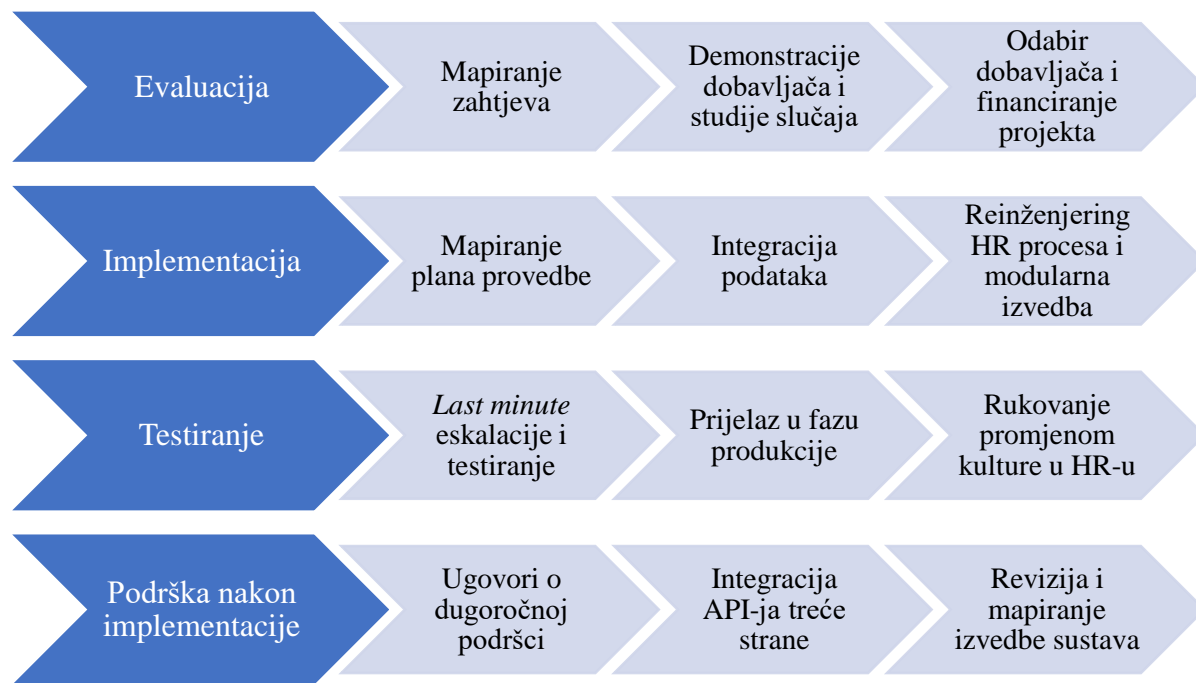 Evaluacija
Mapiranje
zahtjeva
Demonstracije
dobavljača i
studije slučaja
Odabir
dobavljača i
financiranje
projekta
Implementacija
Mapiranje
plana provedbe
Integracija
podataka
Reinženjering
HR procesa i
modularna
izvedba
Testiranje
Last minute
eskalacije i
testiranje
Prijelaz u fazu
produkcije
Rukovanje
promjenom
kulture u HR-u
Podrška nakon
implementacije
Ugovori o
dugoročnoj
podršci
Integracija
API-ja treće
strane
Revizija i
mapiranje
izvedbe sustava